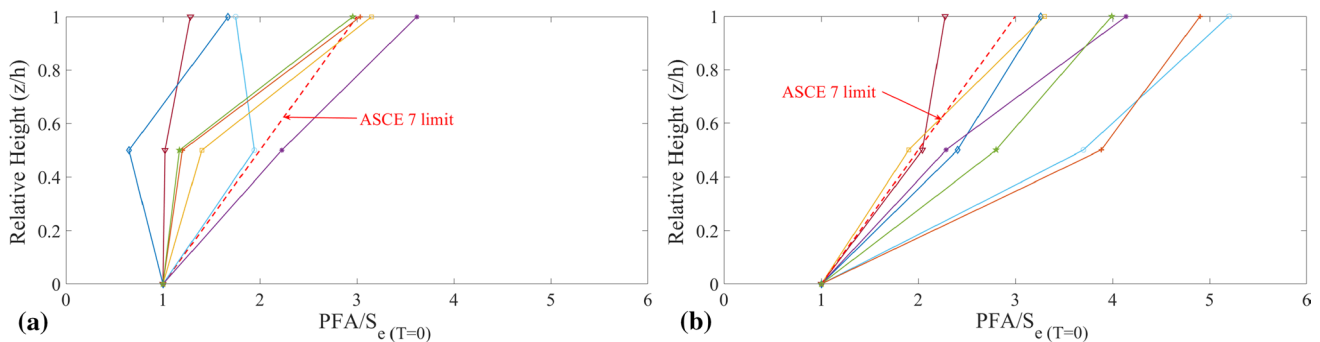 1
0.8
0.6
0.4
0.2
0
Relative Height (z/h)
ASCE 7 limit
0 1 2 3 4 5 6
PFA/S e (T=0)
(a)
1
0.8
0.6
0.4
0.2
0
Relative Height (z/h)
ASCE 7 limit
0 1 2 3 4 5 6
PFA/S e (T=0)
(b)